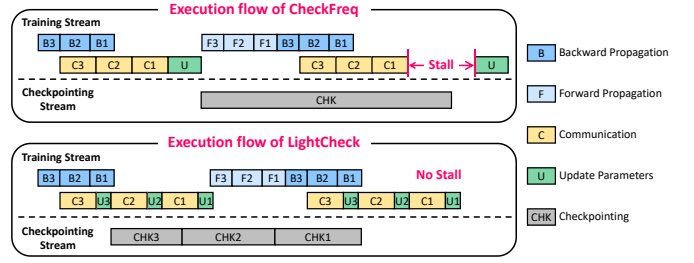 Execution flow of CheckFreq
Training Stream
B3 B2 B1 F3 F2 F1 B3 B2 B1
C3 C2 C1 U C3 C2 C1 Stall U
Checkpointing Stream
CHK
Execution flow of LightCheck
Training Stream
No Stall
B3 B2 B1 F3 F2 F1 B3 B2 B1
C3 U3 C2 U2 C1 U1 C3 U3 C2 U2 C1 U1
Checkpointing Stream
CHK3 CHK2 CHK1
B Backward Propagation
F Forward Propagation
C Communication
U Update Parameters
CHK Checkpointing